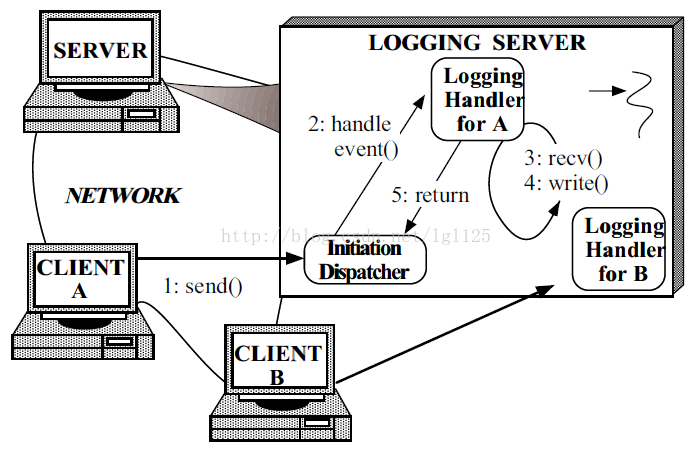 SERVER
LOGGING SERVER
Logging
Handler
for A
2: handle
event()
3: recv()
4: write()
5: return
NETWORK
http://blog.csdn.net/lgl125
Initiation
Dispatcher
Logging
Handler
for B
CLIENT
A
1: send()
CLIENT
B